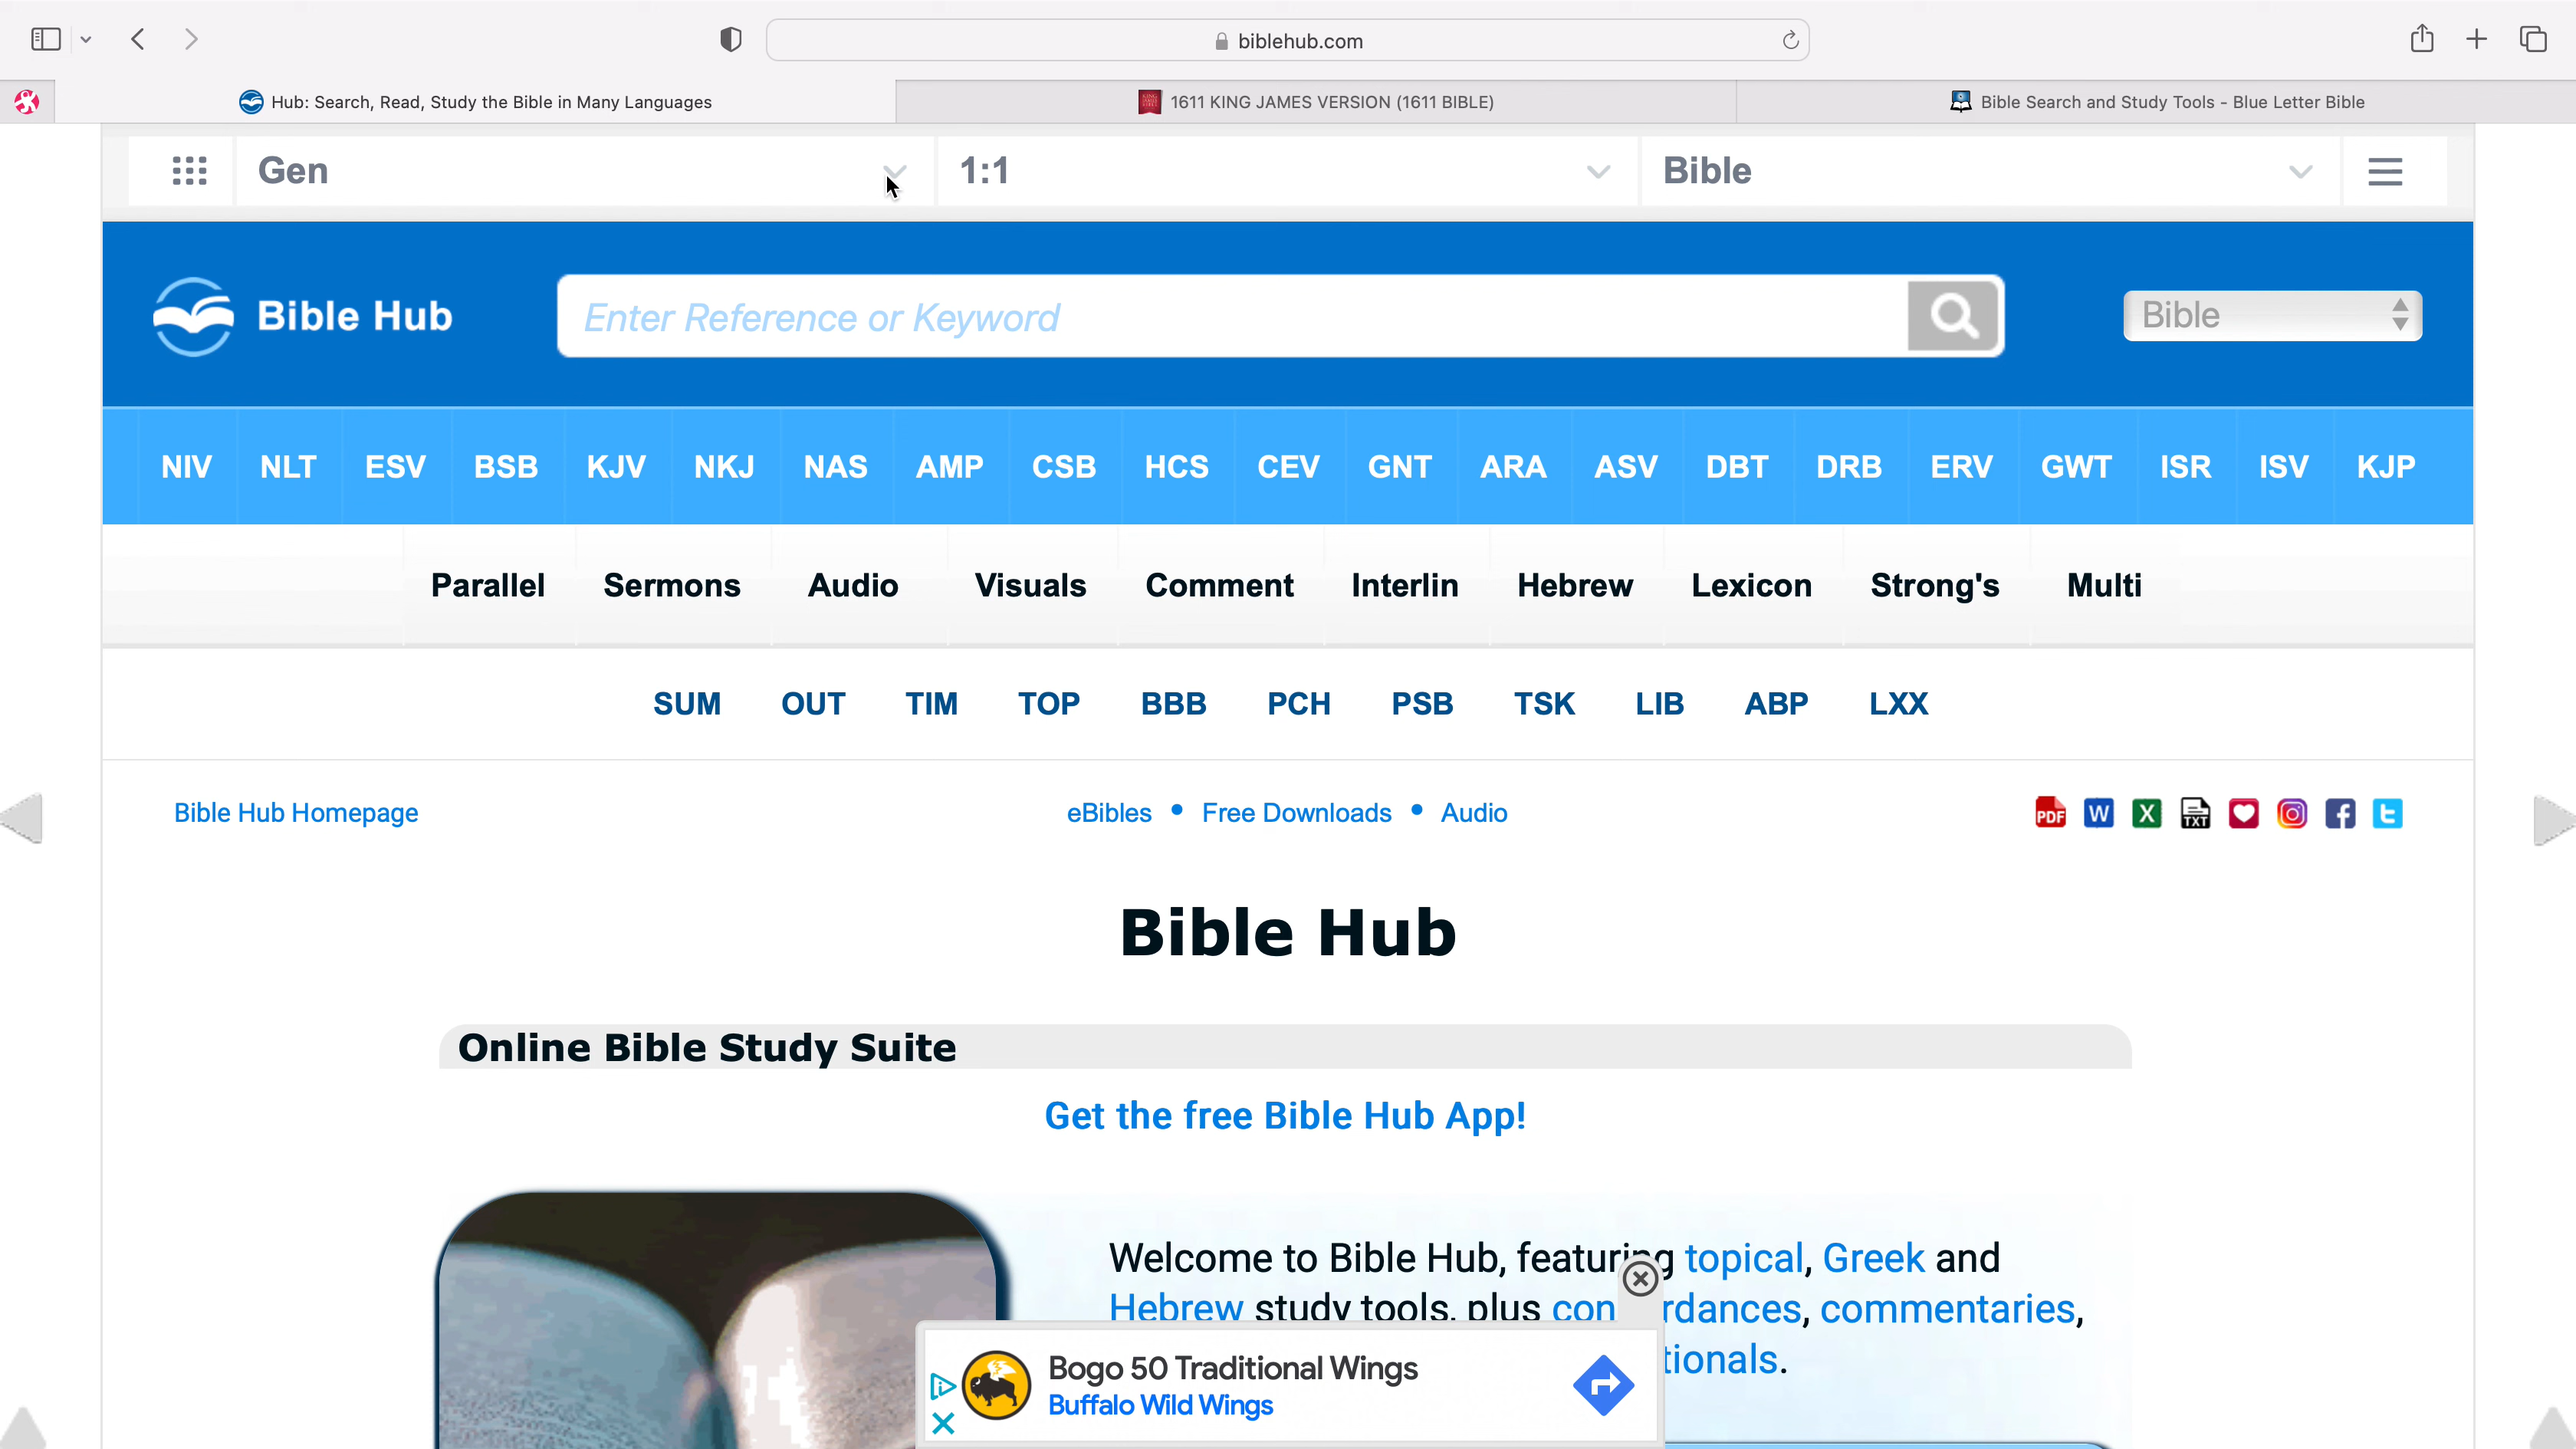 biblehub.com
Hub: Search, Read, Study the Bible in Many Languages
1611 KING JAMES VERSION (1611 BIBLE)
Bible Search and Study Tools - Blue Letter Bible
Gen 1:1 Bible
Bible Hub Enter Reference or Keyword Bible
NIV NLT ESV BSB KJV NKJ NAS AMP CSB HCS CEV GNT ARA ASV DBT DRB ERV GWT ISR ISV KJP
Parallel Sermons Audio Visuals Comment Interlin Hebrew Lexicon Strong's Multi
SUM OUT TIM TOP BBB PCH PSB TSK LIB ABP LXX
Bible Hub Homepage eBibles • Free Downloads • Audio PDF W X TXT
Bible Hub
Online Bible Study Suite
Get the free Bible Hub App!
Welcome to Bible Hub, featuring topical, Greek and
Hebrew study tools, plus con rdances, commentaries,
tionals.
Bogo 50 Traditional Wings
Buffalo Wild Wings